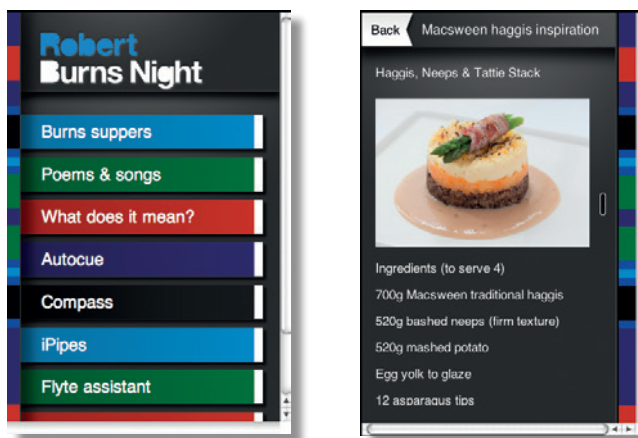 Robert
Burns Night
Burns suppers
Poems & songs
What does it mean?
Autocue
Compass
iPipes
Flyte assistant
Back
Macsween haggis inspiration
Haggis, Neeps & Tattie Stack
Ingredients (to serve 4)
700g Macsween traditional haggis
520g bashed neeps (firm texture)
520g mashed potato
Egg yolk to glaze
12 asparagus tips